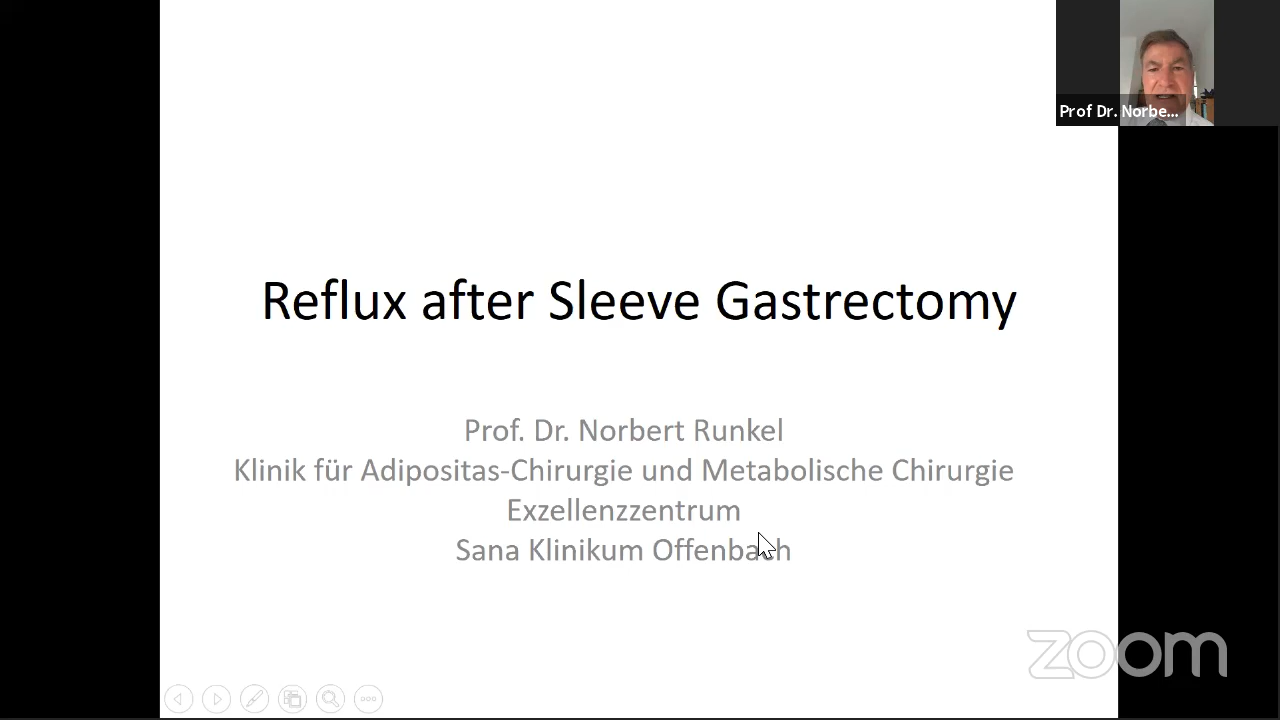 Prof Dr. Norbe...
Reflux after Sleeve Gastrectomy
Prof. Dr. Norbert Runkel
Klinik für Adipositas-Chirurgie und Metabolische Chirurgie
Exzellenzzentrum
Sana Klinikum Offenbach
zoom